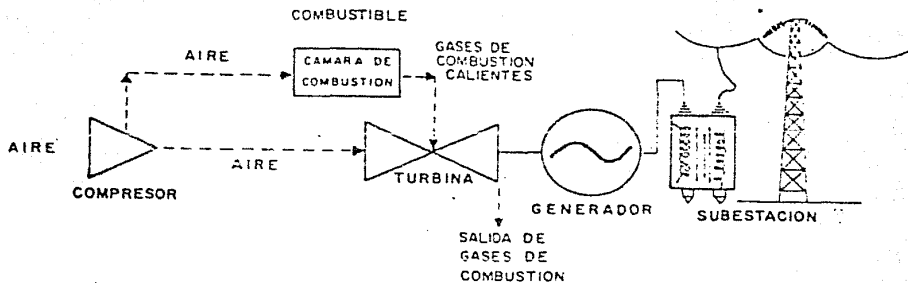 COMBUSTIBLE
AIRE
CAMARA DE
COMBUSTION
GASES DE
COMBUSTION
CALIENTES
AIRE
AIRE
COMPRESOR
TURBINA
GENERADOR
SUBESTACION
SALIDA DE
GASES DE
COMBUSTION